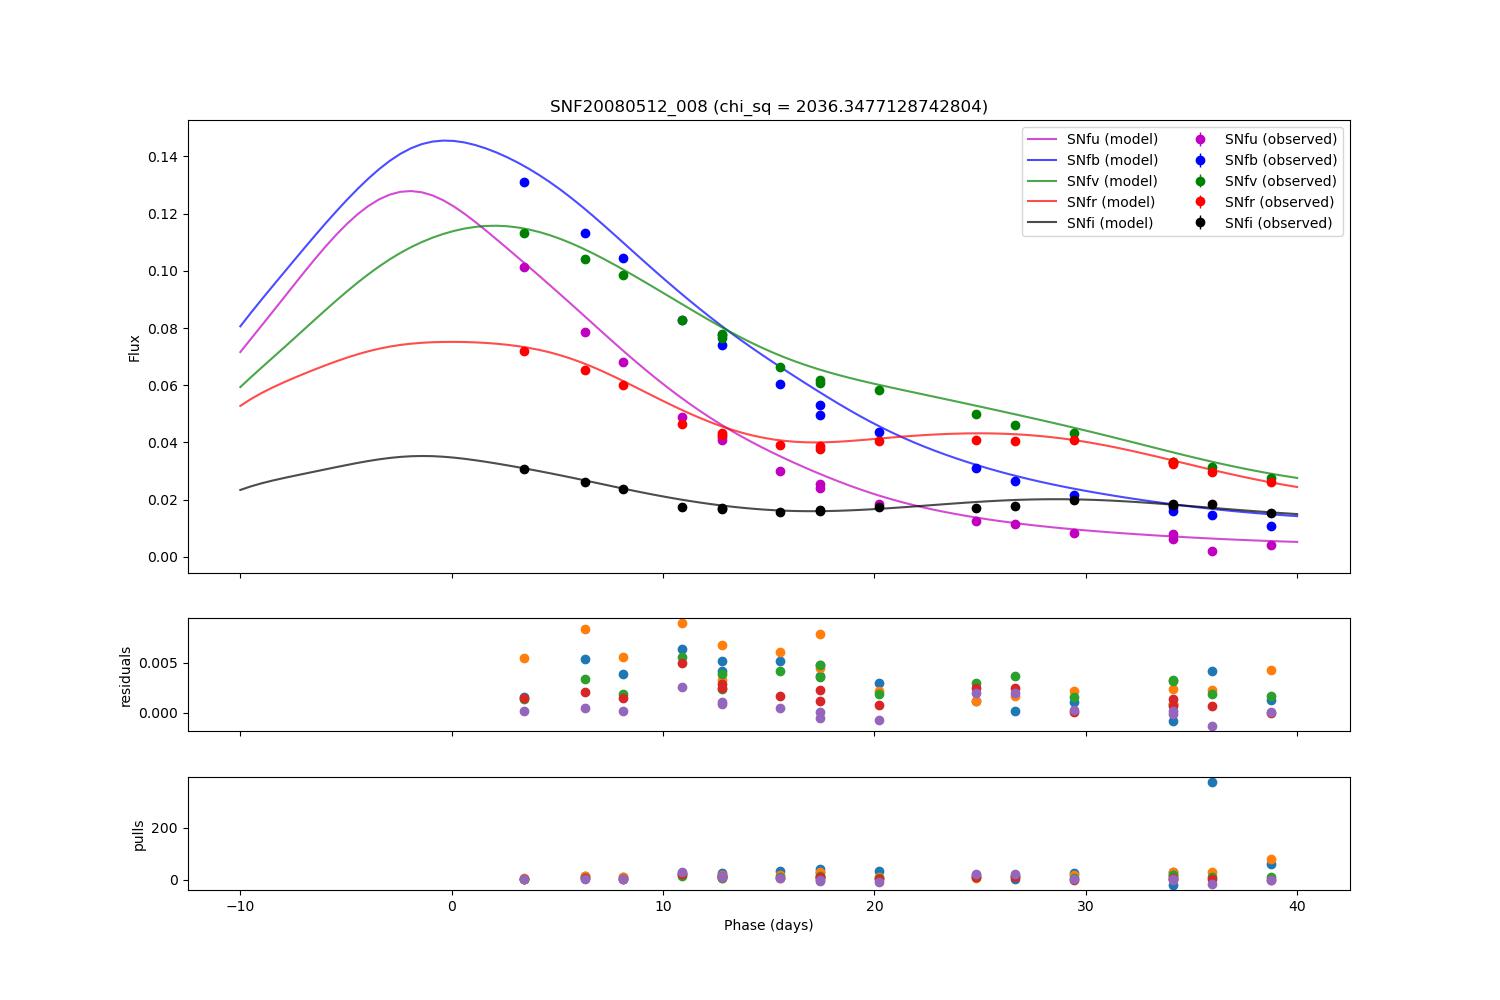 SNF20080512_008 (chi_sq = 2036.3477128742804)
SNfu (model)
SNfb (model)
SNfv (model)
SNfr (model)
SNfi (model)
SNfu (observed)
SNfb (observed)
SNfv (observed)
SNfr (observed)
SNfi (observed)
Flux
0.14
0.12
0.10
0.08
0.06
0.04
0.02
0.00
residuals
0.005
0.000
pulls
200
0
−10
0
10
20
30
40
Phase (days)